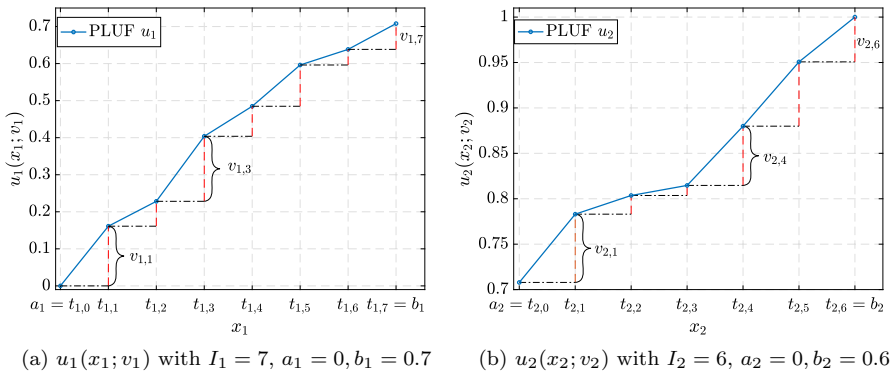 PLUF u₁
0.7
0.6
0.5
0.4
0.3
0.2
0.1
0
u₁(x₁; v₁)
v₁,₇
v₁,₃
v₁,₁
a₁ = t₁,₀ t₁,₁ t₁,₂ t₁,₃ t₁,₄ t₁,₅ t₁,₆ t₁,₇ = b₁
x₁
(a) u₁(x₁; v₁) with I₁ = 7, a₁ = 0, b₁ = 0.7
PLUF u₂
1
0.95
0.9
0.85
0.8
0.75
0.7
u₂(x₂; v₂)
v₂,₆
v₂,₄
v₂,₁
a₂ = t₂,₀ t₂,₁ t₂,₂ t₂,₃ t₂,₄ t₂,₅ t₂,₆ = b₂
x₂
(b) u₂(x₂; v₂) with I₂ = 6, a₂ = 0, b₂ = 0.6